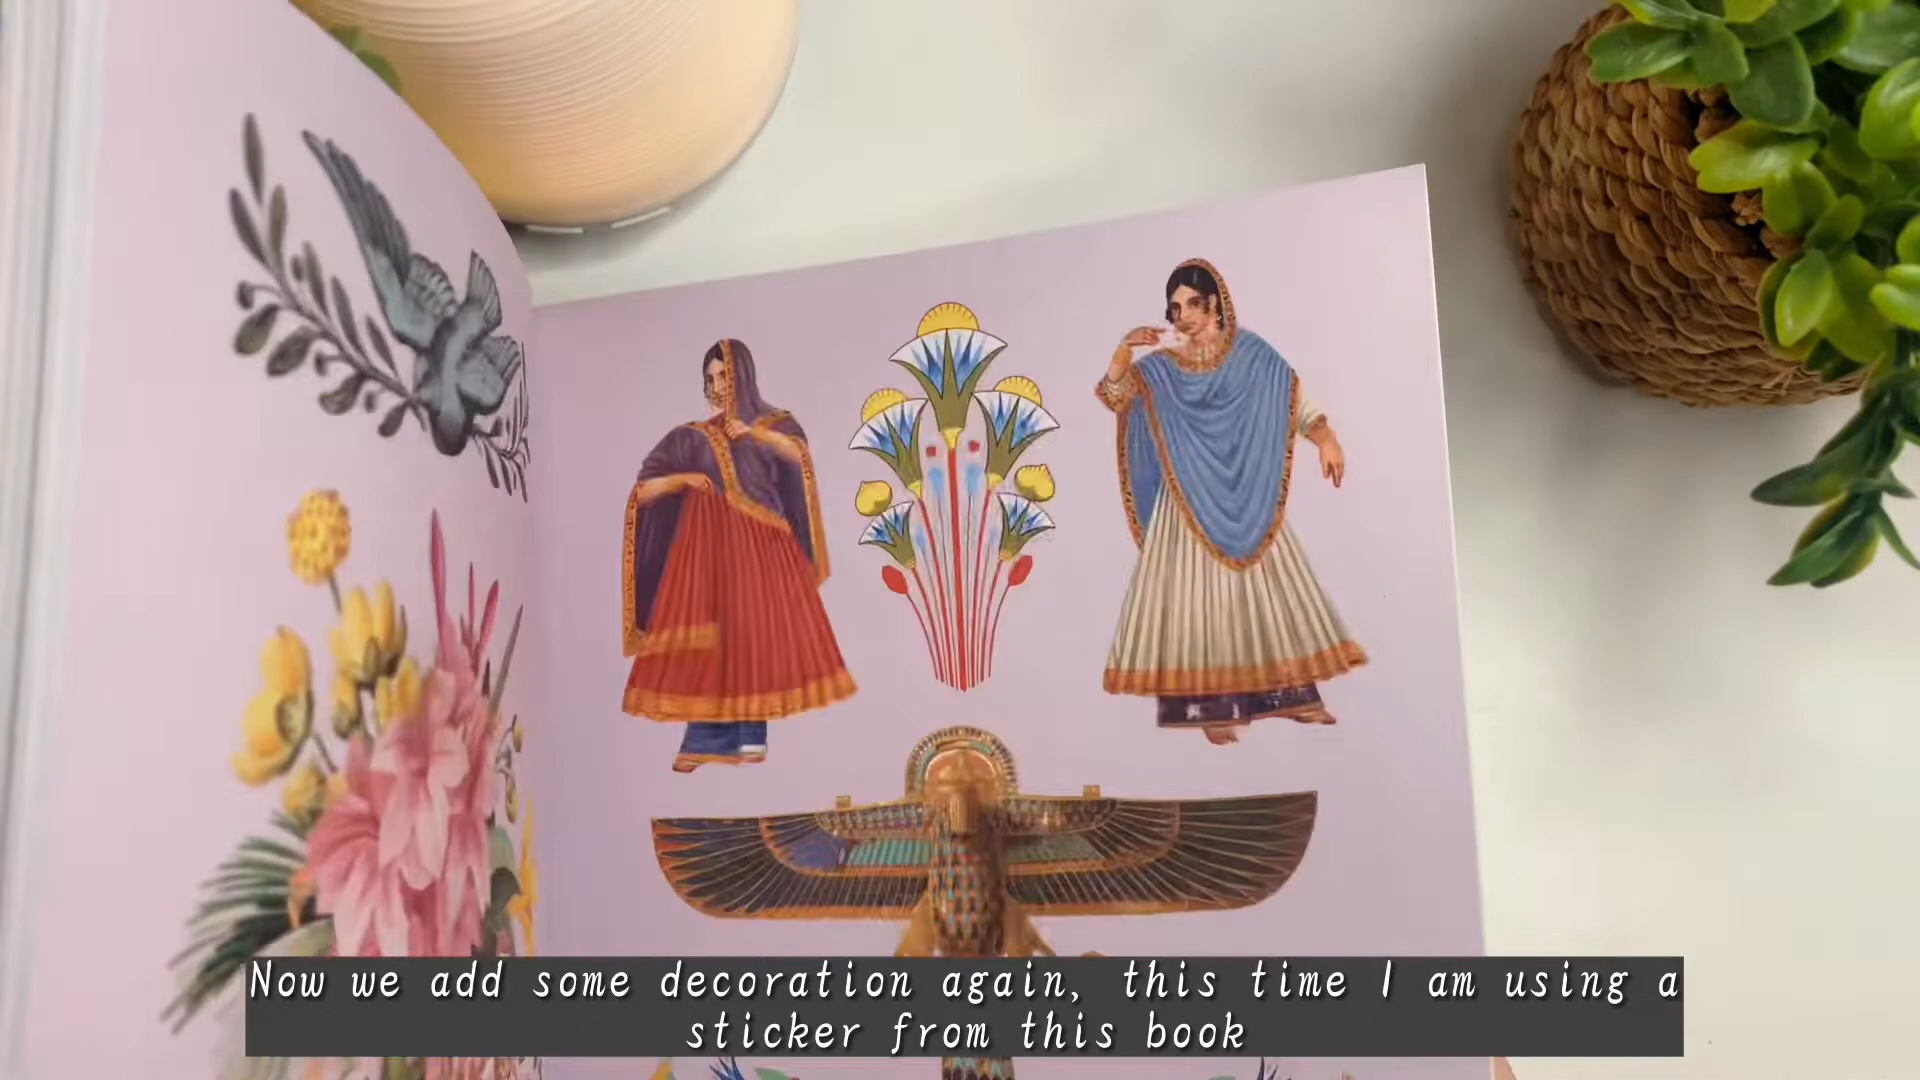 Now we add some decoration again, this time I am using a
sticker from this book